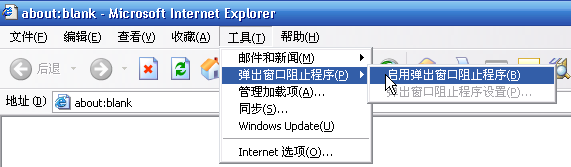 about:blank - Microsoft Internet Explorer
文件(F) 编辑(E) 查看(V) 收藏(A) 工具(T) 帮助(H)
后退
邮件和新闻(M)
弹出窗口阻止程序(P)
启用弹出窗口阻止程序(B)
管理加载项(A)...
弹出窗口阻止程序设置(P)...
地址(D) about:blank
同步(S)...
Windows Update(U)
Internet 选项(O)...